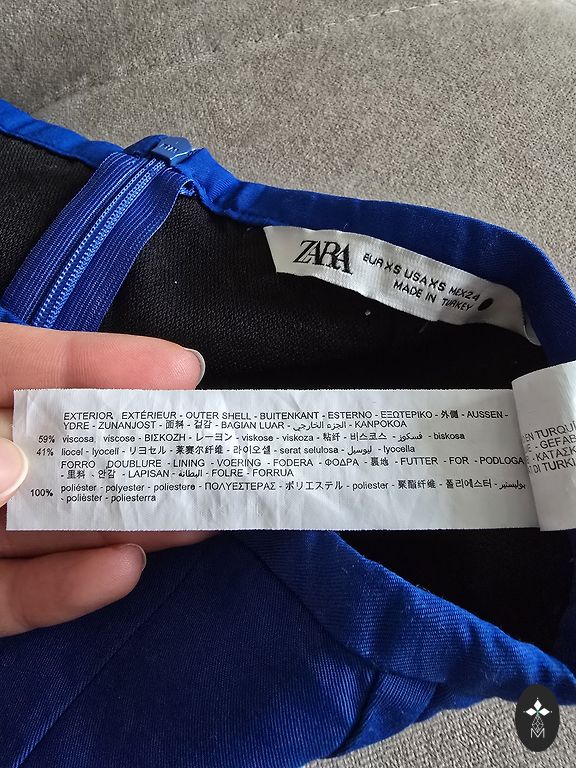 ZARA
EUR XS USA XS MEX 24
MADE IN TURKEY
EXTERIOR, EXTÉRIEUR - OUTER SHELL - BUITENKANT - ESTERNO - ΕΞΩΤΕΡΙΚΟ - 外側 - AUSSEN -
YDRE - ZUNANJOST - 面料 - 겉감 - BAGIAN LUAR - الجزء الخارجي - KANPOKOA
59% viscosa, viscose - ΒΙΣΚΟΖΗ - レーヨン - viskose - viskoza - 粘纤 - 비스코스 - فسكوز - biskosa
41% liocel - lyocell - リヨセル - 莱赛尔纤维 - 라이오셀 - serat selulosa - ليوسيل - lyocella
FORRO, DOUBLURE - LINING - VOERING - FODERA - ΦΟΔΡΑ - 裏地 - FUTTER - FOR - PODLOGA
- 里料 - 안감 - LAPISAN - البطانة - FOLRE - FORRUA
100% poliéster - polyester - poliestere - ΠΟΛΥΕΣΤΕΡΑΣ - ポリエステル - poliester - 聚酯纤维 - 폴리에스터 - بوليستير
- polièster - poliesterra
EN TURQUÍ
GEFAB
ΚΑΤΑΣΚ
DI TURKI
M